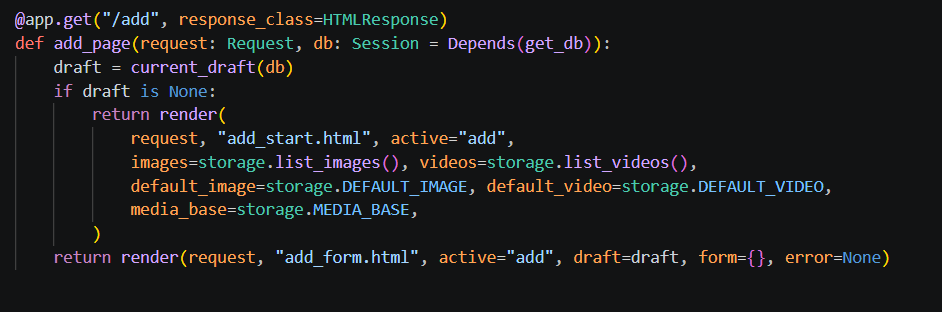 @app.get("/add", response_class=HTMLResponse)
def add_page(request: Request, db: Session = Depends(get_db)):
    draft = current_draft(db)
    if draft is None:
        return render(
            request, "add_start.html", active="add",
            images=storage.list_images(), videos=storage.list_videos(),
            default_image=storage.DEFAULT_IMAGE, default_video=storage.DEFAULT_VIDEO,
            media_base=storage.MEDIA_BASE,
        )
    return render(request, "add_form.html", active="add", draft=draft, form={}, error=None)